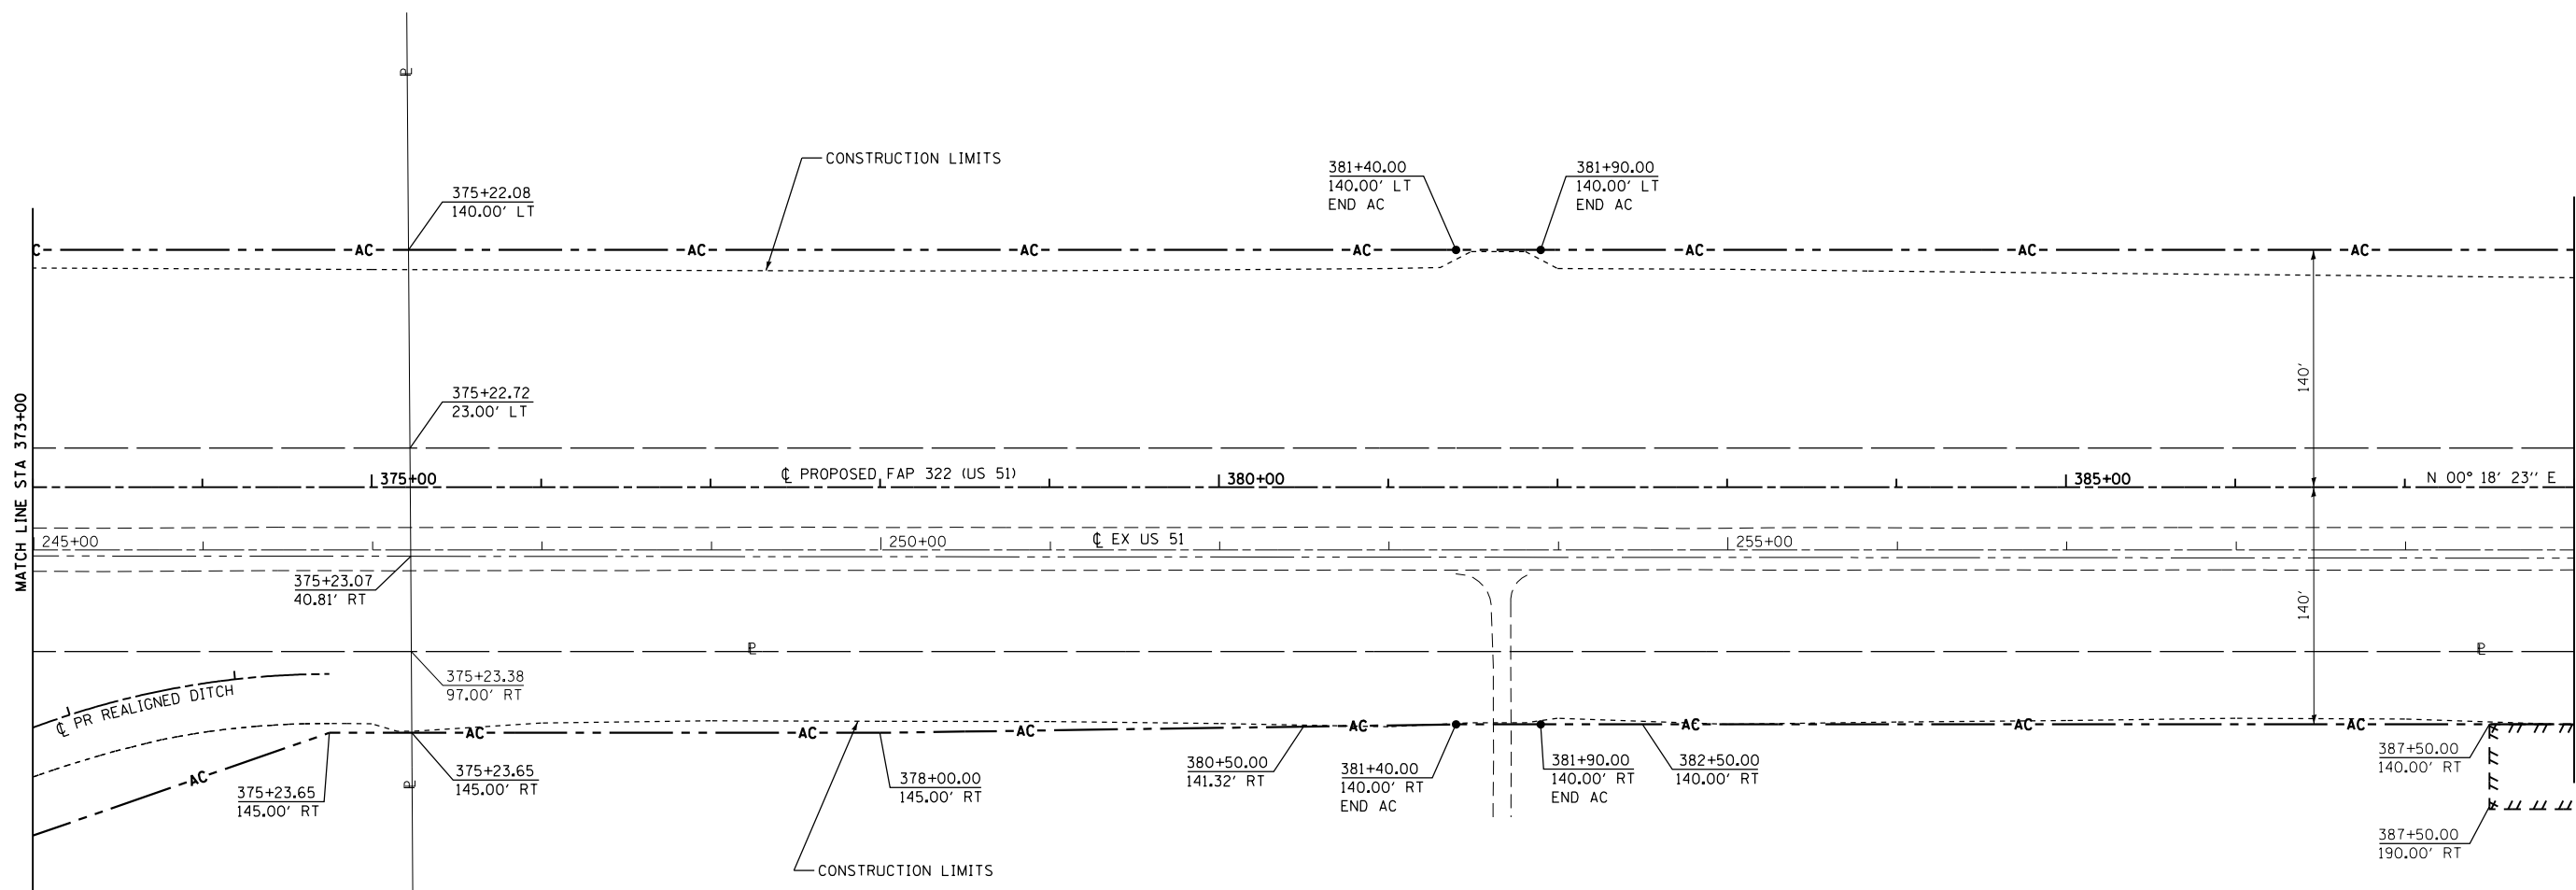 CONSTRUCTION LIMITS
381+40.00
140.00' LT
END AC
381+90.00
140.00' LT
END AC
375+22.08
140.00' LT
C
AC
AC
AC
AC
AC
AC
AC
140'
MATCH LINE STA 373+00
375+22.72
23.00' LT
375+00
℄ PROPOSED FAP 322 (US 51)
380+00
385+00
N 00° 18' 23'' E
245+00
250+00
℄ EX US 51
255+00
375+23.07
40.81' RT
140'
375+23.38
97.00' RT
℄ PR REALIGNED DITCH
AC
AC
AC
AC
AC
AC
AC
AC
375+23.65
145.00' RT
375+23.65
145.00' RT
378+00.00
145.00' RT
380+50.00
141.32' RT
381+40.00
140.00' RT
END AC
381+90.00
140.00' RT
END AC
382+50.00
140.00' RT
387+50.00
140.00' RT
387+50.00
190.00' RT
CONSTRUCTION LIMITS